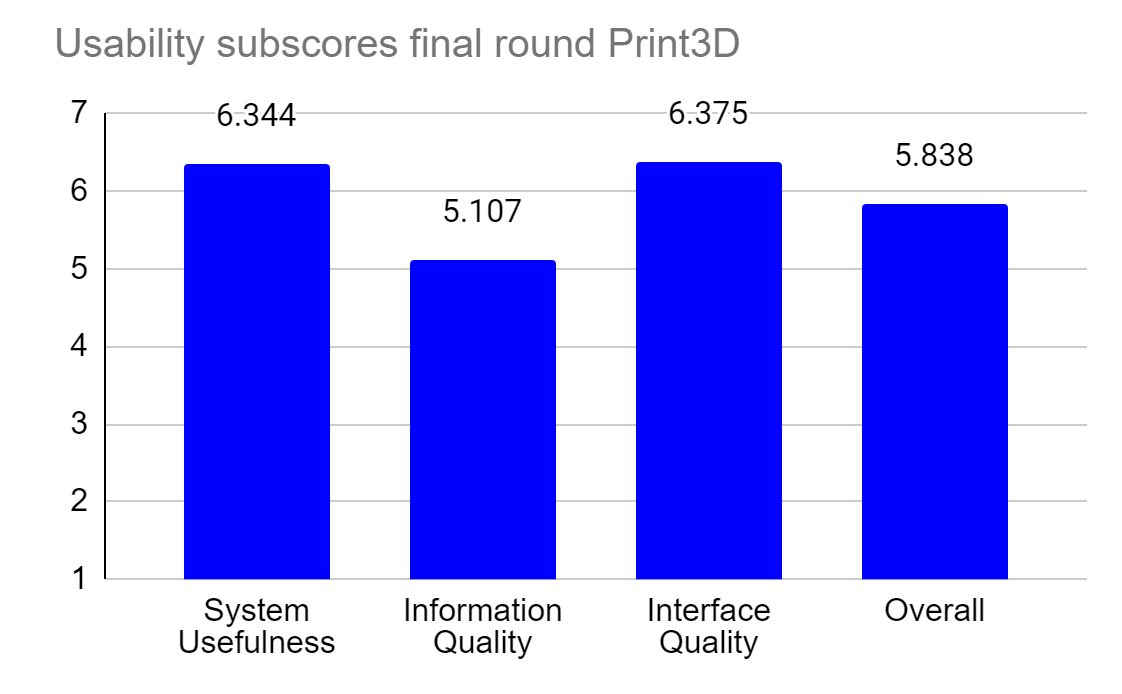 Usability subscores final round Print3D
7
6
5
4
3
2
1
6.344
5.107
6.375
5.838
System
Usefulness
Information
Quality
Interface
Quality
Overall